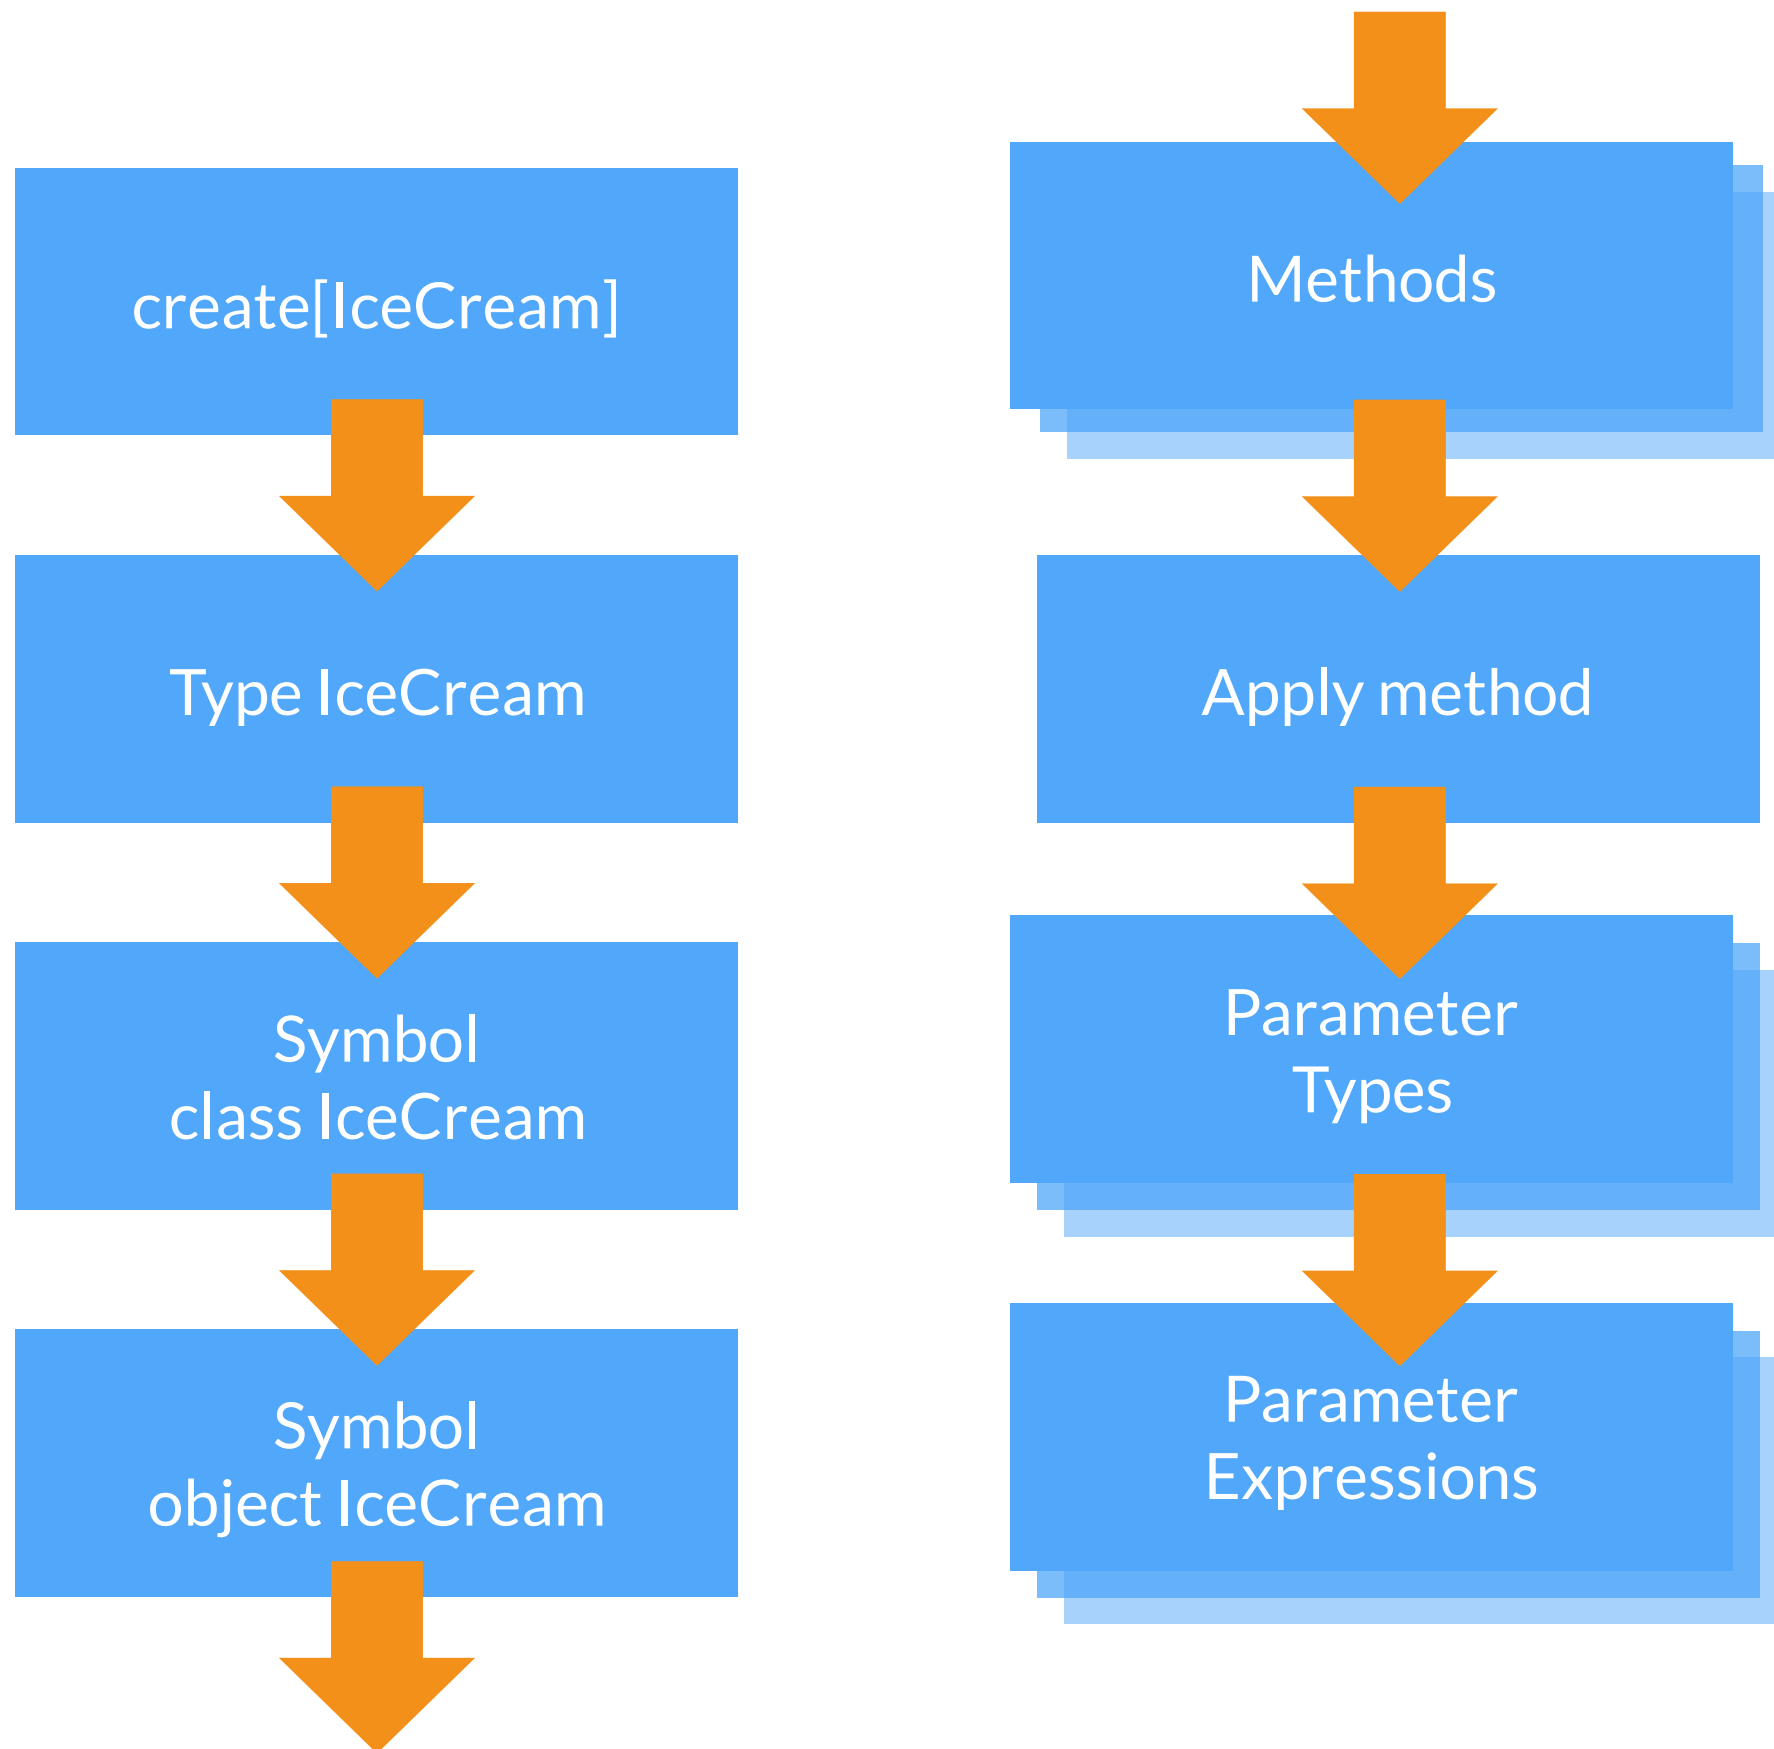 create[IceCream]
Type IceCream
Symbol
class IceCream
Symbol
object IceCream
Methods
Apply method
Parameter
Types
Parameter
Expressions